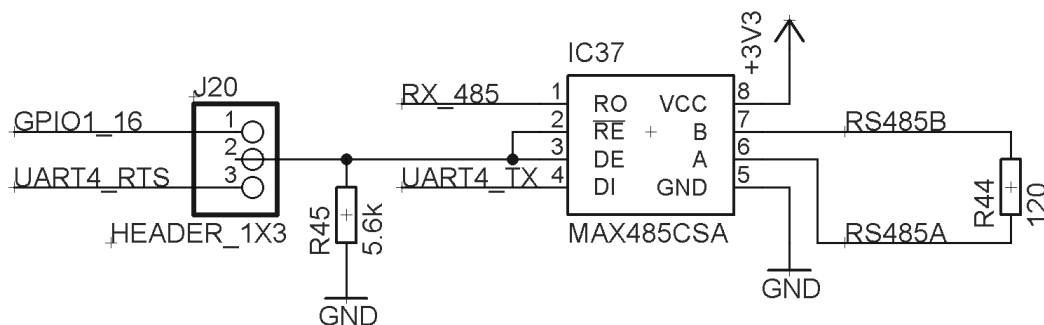 +3V3
IC37
J20
RX_485
1 RO VCC 8
GPIO1_16 1
2 RE B 7
RS485B
2
3 DE A 6
UART4_RTS 3
UART4_TX
4 DI GND 5
R45
5.6k
R44
120
HEADER_1X3
MAX485CSA
RS485A
GND
GND